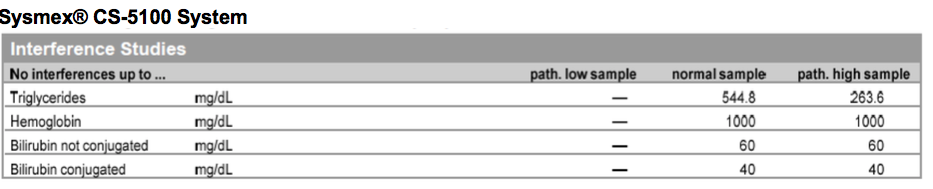 Sysmex® CS-5100 System
Interference Studies
No interferences up to ... path. low sample normal sample path. high sample
Triglycerides mg/dL — 544.8 263.6
Hemoglobin mg/dL — 1000 1000
Bilirubin not conjugated mg/dL — 60 60
Bilirubin conjugated mg/dL — 40 40